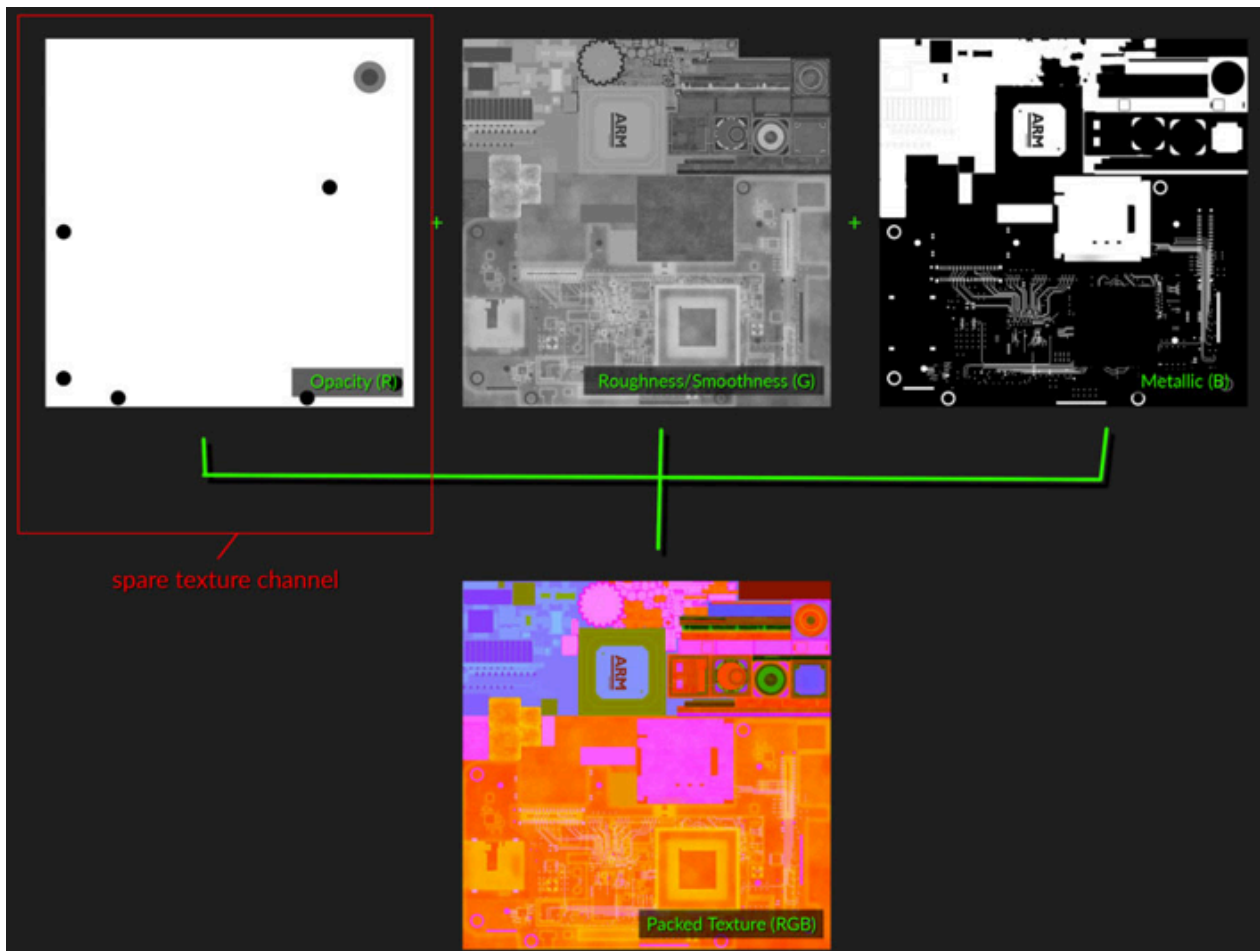 ARM
ARM
+
+
Opacity (R)
Roughness/Smoothness (G)
Metallic (B)
spare texture channel
ARM
Packed Texture (RGB)